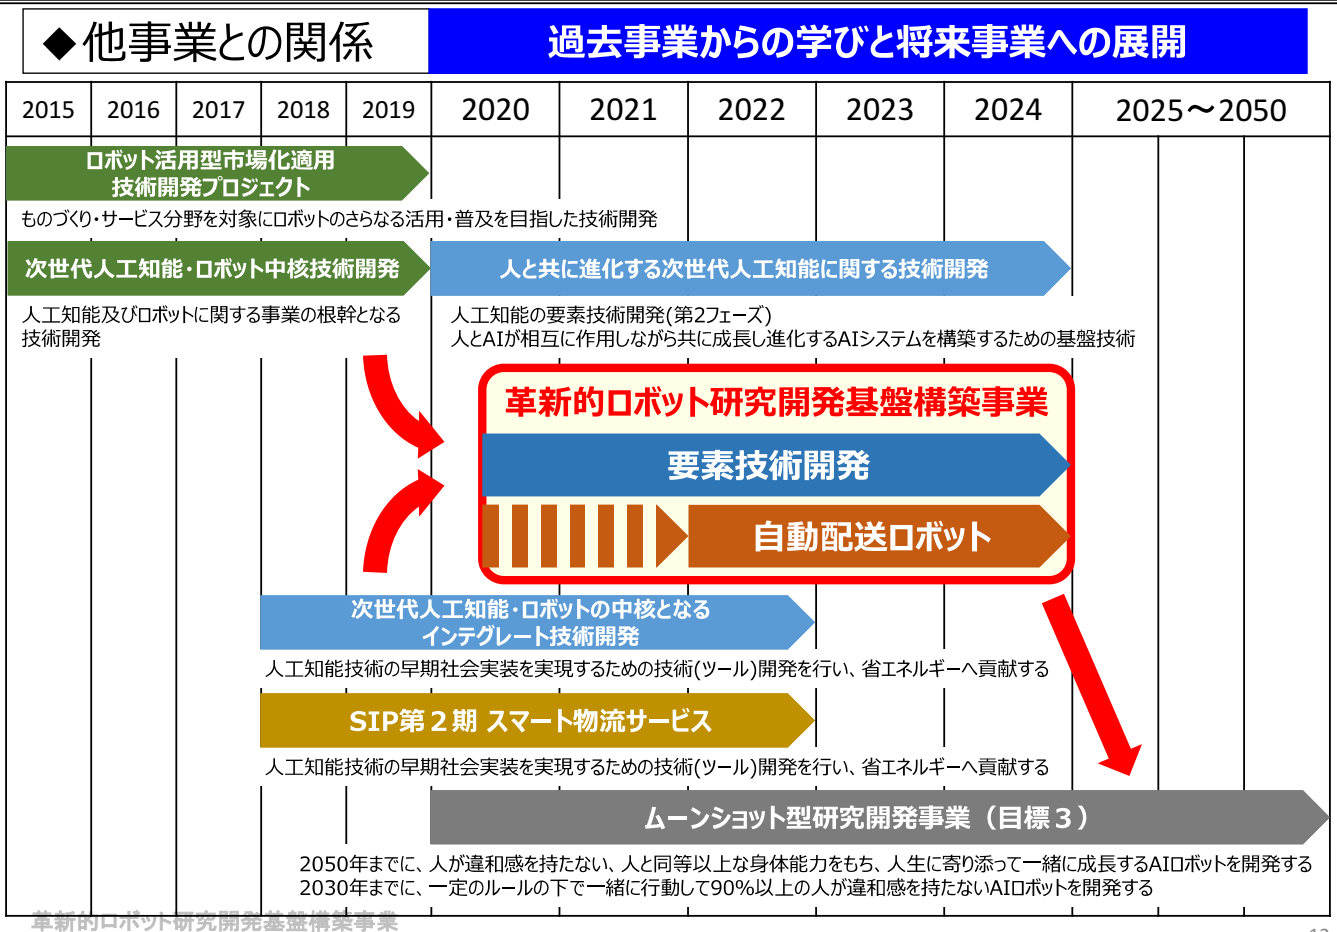 ◆他事業との関係
過去事業からの学びと将来事業への展開
2015 2016 2017 2018 2019 2020 2021 2022 2023 2024 2025～2050
ロボット活用型市場化適用
技術開発プロジェクト
ものづくり・サービス分野を対象にロボットのさらなる活用・普及を目指した技術開発
次世代人工知能・ロボット中核技術開発
人と共に進化する次世代人工知能に関する技術開発
人工知能及びロボットに関する事業の根幹となる
技術開発
人工知能の要素技術開発(第2フェーズ)
人とAIが相互に作用しながら共に成長し進化するAIシステムを構築するための基盤技術
革新的ロボット研究開発基盤構築事業
要素技術開発
自動配送ロボット
次世代人工知能・ロボットの中核となる
インテグレート技術開発
人工知能技術の早期社会実装を実現するための技術(ツール)開発を行い、省エネルギーへ貢献する
SIP第２期 スマート物流サービス
人工知能技術の早期社会実装を実現するための技術(ツール)開発を行い、省エネルギーへ貢献する
ムーンショット型研究開発事業（目標３）
2050年までに、人が違和感を持たない、人と同等以上な身体能力をもち、人生に寄り添って一緒に成長するAIロボットを開発する
2030年までに、一定のルールの下で一緒に行動して90%以上の人が違和感を持たないAIロボットを開発する
革新的ロボット研究開発基盤構築事業